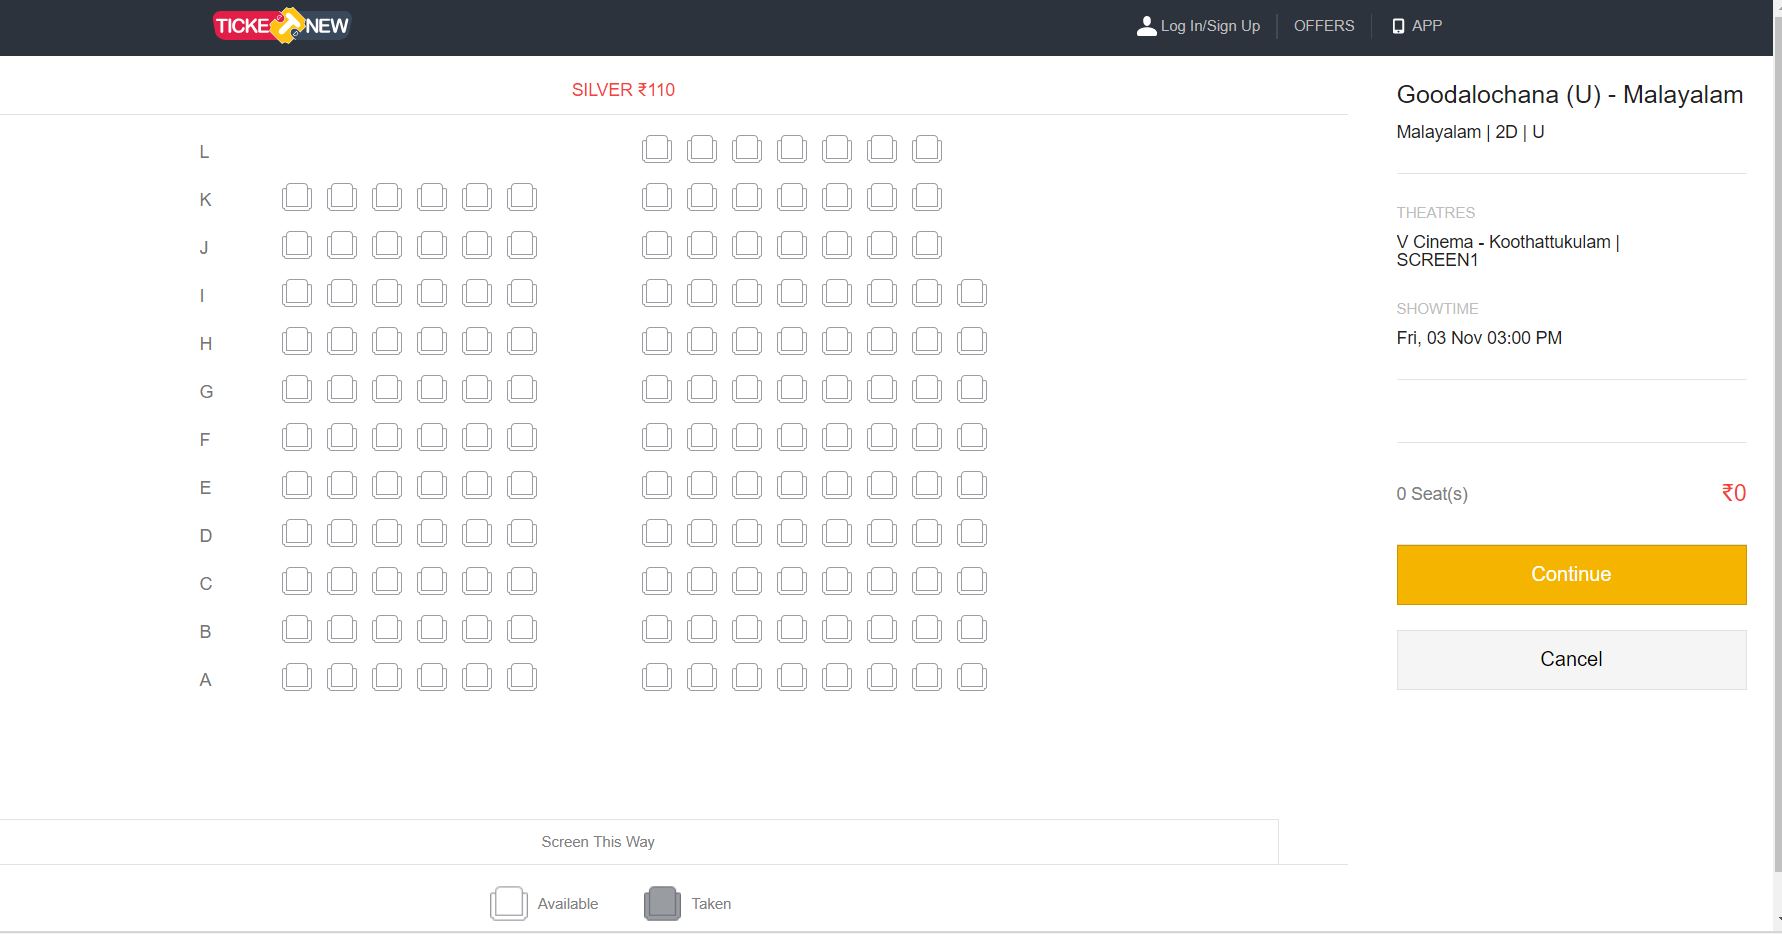 TICKETNEW
Log In/Sign Up
OFFERS
APP
SILVER ₹110
L
K
J
I
H
G
F
E
D
C
B
A
Screen This Way
Available
Taken
Goodalochana (U) - Malayalam
Malayalam | 2D | U
THEATRES
V Cinema - Koothattukulam |
SCREEN1
SHOWTIME
Fri, 03 Nov 03:00 PM
0 Seat(s)
₹0
Continue
Cancel